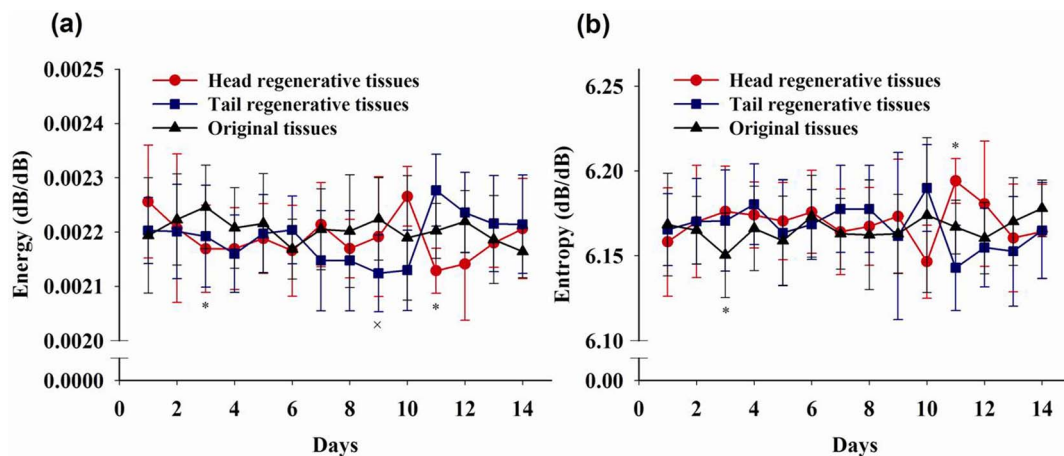 (a)
0.0025
0.0024
0.0023
0.0022
0.0021
0.0020
0.0000
Energy (dB/dB)
Head regenerative tissues
Tail regenerative tissues
Original tissues
*
×
*
0 2 4 6 8 10 12 14
Days
(b)
6.25
6.20
6.15
6.10
0.00
Entropy (dB/dB)
Head regenerative tissues
Tail regenerative tissues
Original tissues
*
*
0 2 4 6 8 10 12 14
Days